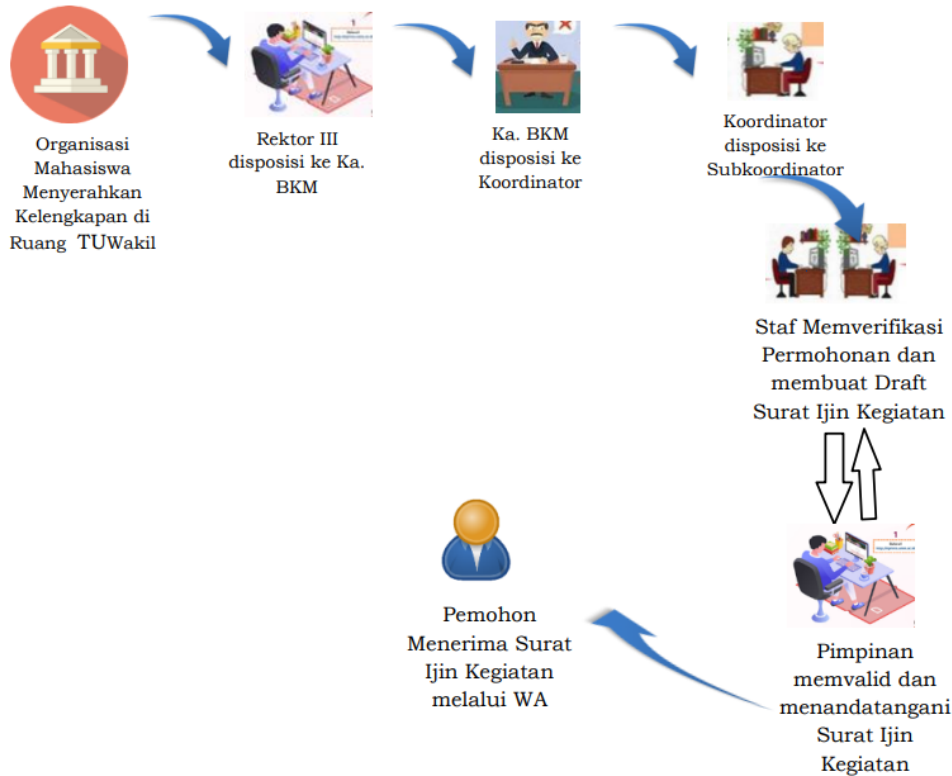 Organisasi
Mahasiswa
Menyerahkan
Kelengkapan di
Ruang TUWakil
1
Rektor III
disposisi ke Ka.
BKM
Ka. BKM
disposisi ke
Koordinator
Koordinator
disposisi ke
Subkoordinator
Staf Memverifikasi
Permohonan dan
membuat Draft
Surat Ijin Kegiatan
1
Pimpinan
memvalid dan
menandatangani
Surat Ijin
Kegiatan
Pemohon
Menerima Surat
Ijin Kegiatan
melalui WA